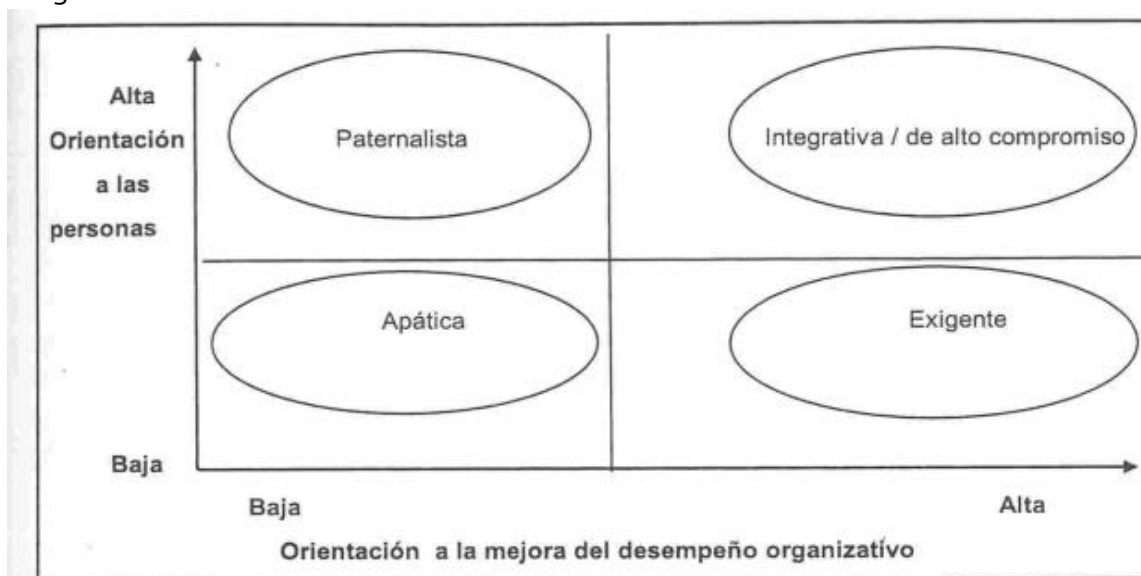 Alta
Orientación
a las
personas
Paternalista
Integrativa / de alto compromiso
Apática
Exigente
Baja
Baja
Alta
Orientación a la mejora del desempeño organizativo